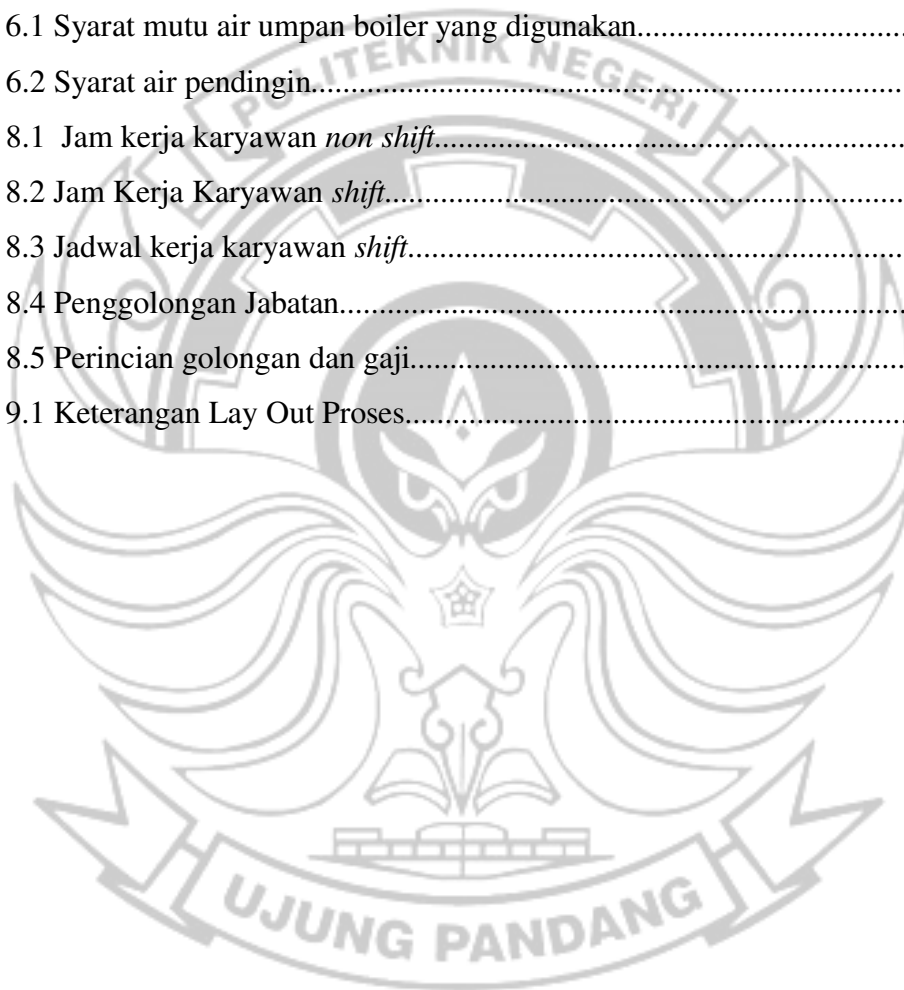 6.1 Syarat mutu air umpan boiler yang digunakan..................................
6.2 Syarat air pendingin...........................................................................
8.1  Jam kerja karyawan non shift...........................................................
8.2 Jam Kerja Karyawan shift.................................................................
8.3 Jadwal kerja karyawan shift..............................................................
8.4 Penggolongan Jabatan.......................................................................
8.5 Perincian golongan dan gaji..............................................................
9.1 Keterangan Lay Out Proses...............................................................
POLITEKNIK NEGERI
UJUNG PANDANG